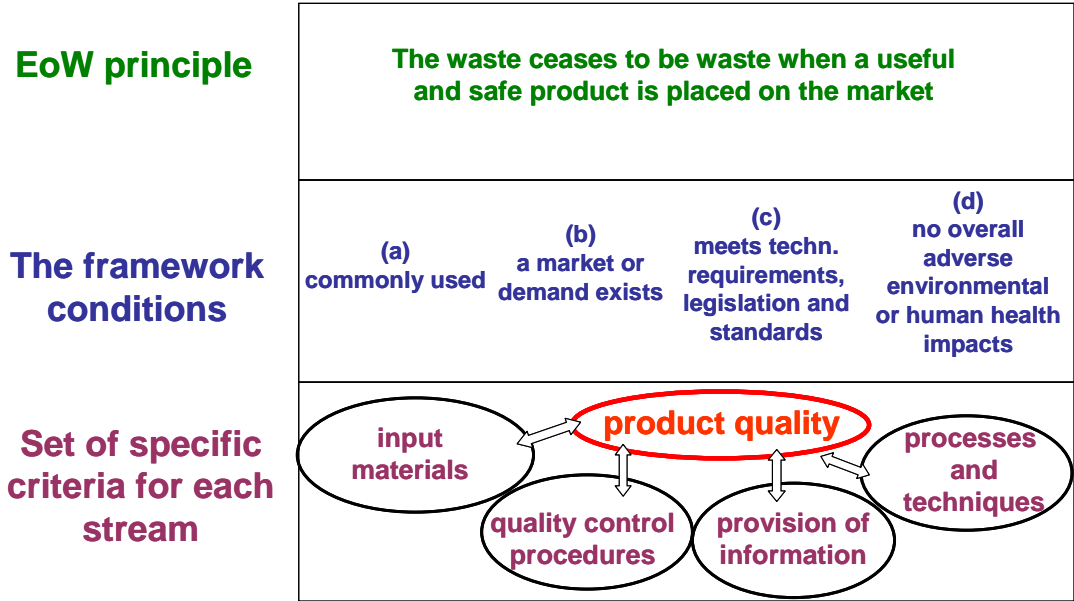 EoW principle
The waste ceases to be waste when a useful
and safe product is placed on the market
The framework
conditions
(a)
commonly used
(b)
a market or
demand exists
(c)
meets techn.
requirements,
legislation and
standards
(d)
no overall
adverse
environmental
or human health
impacts
Set of specific
criteria for each
stream
input
materials
product quality
processes
and
techniques
quality control
procedures
provision of
information